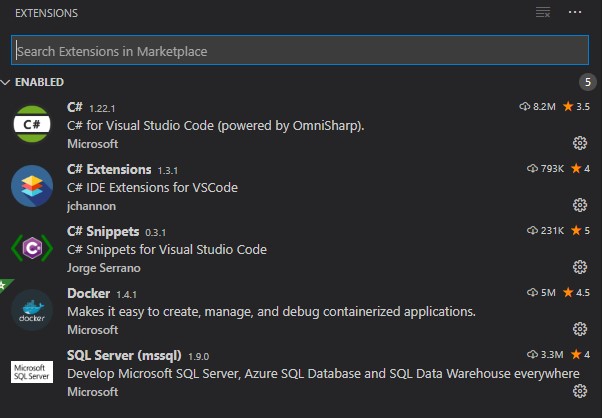 EXTENSIONS
Search Extensions in Marketplace
ENABLED 5
C# C# 1.22.1 8.2M 3.5
C# for Visual Studio Code (powered by OmniSharp).
Microsoft
C# Extensions 1.3.1 793K 4
C# IDE Extensions for VSCode
jchannon
C# Snippets 0.3.1 231K 5
C# C# Snippets for Visual Studio Code
Jorge Serrano
Docker 1.4.1 5M 4.5
Makes it easy to create, manage, and debug containerized applications.
docker Microsoft
SQL Server (mssql) 1.9.0 3.3M 4
Microsoft SQL Server Develop Microsoft SQL Server, Azure SQL Database and SQL Data Warehouse everywhere
Microsoft